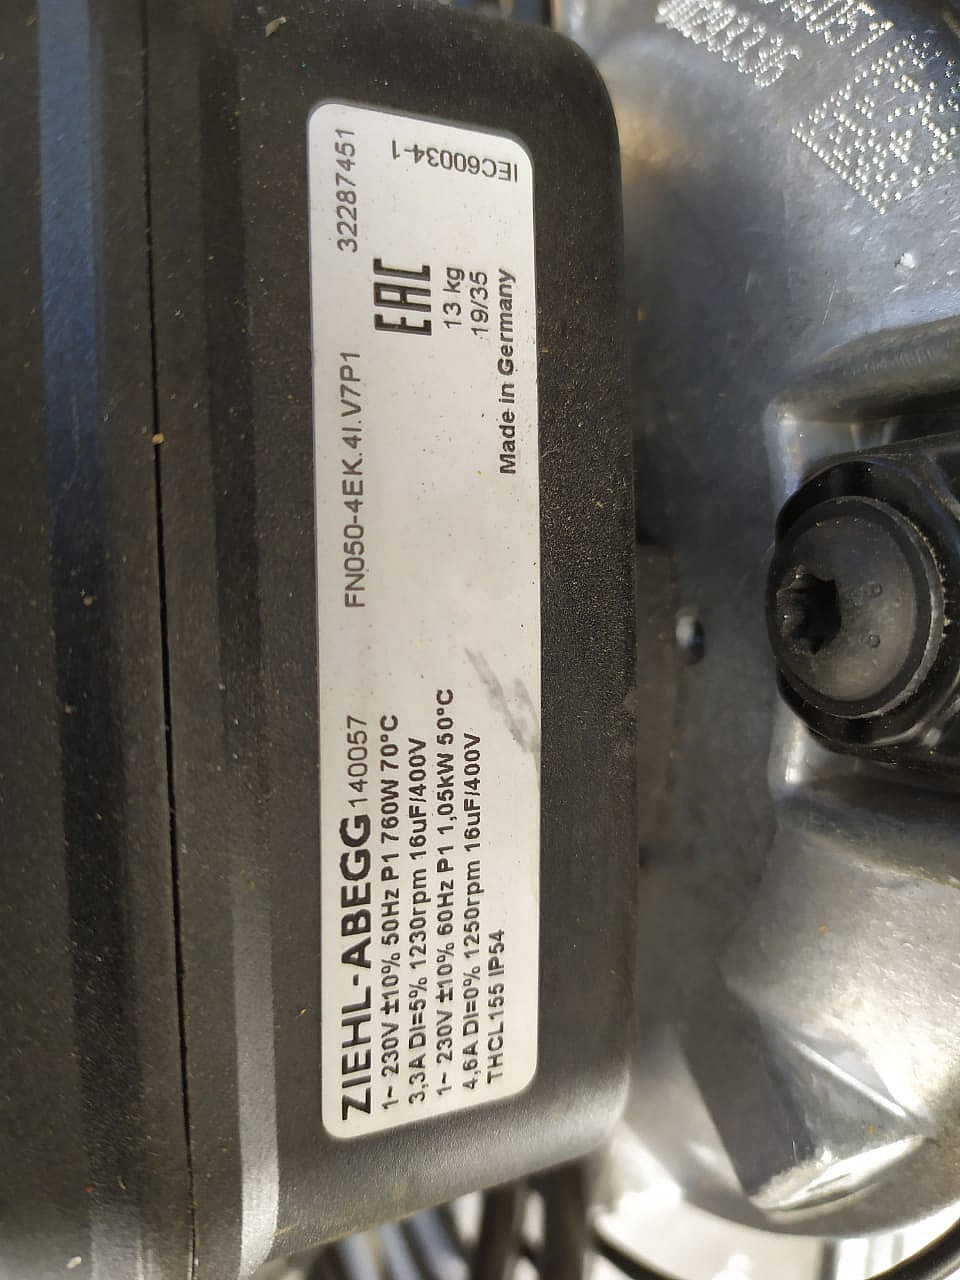 ZIEHL-ABEGG 140057 FN050-4EK.4I.V7P1 32287451
1~ 230V ±10% 50Hz P1 760W 70°C
3,3A DI=5% 1230rpm 16uF/400V
1~ 230V ±10% 60Hz P1 1,05kW 50°C
4,6A DI=0% 1250rpm 16uF/400V
THCL155 IP54
EAC
13 kg
19/35
Made in Germany
IEC60034-1